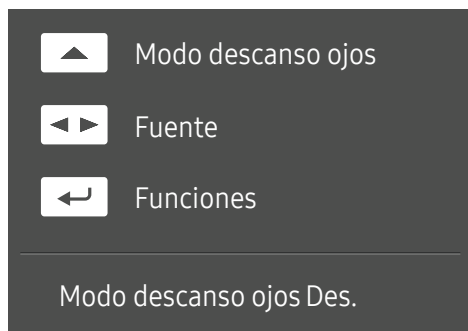 Modo descanso ojos
Fuente
Funciones
Modo descanso ojos Des.